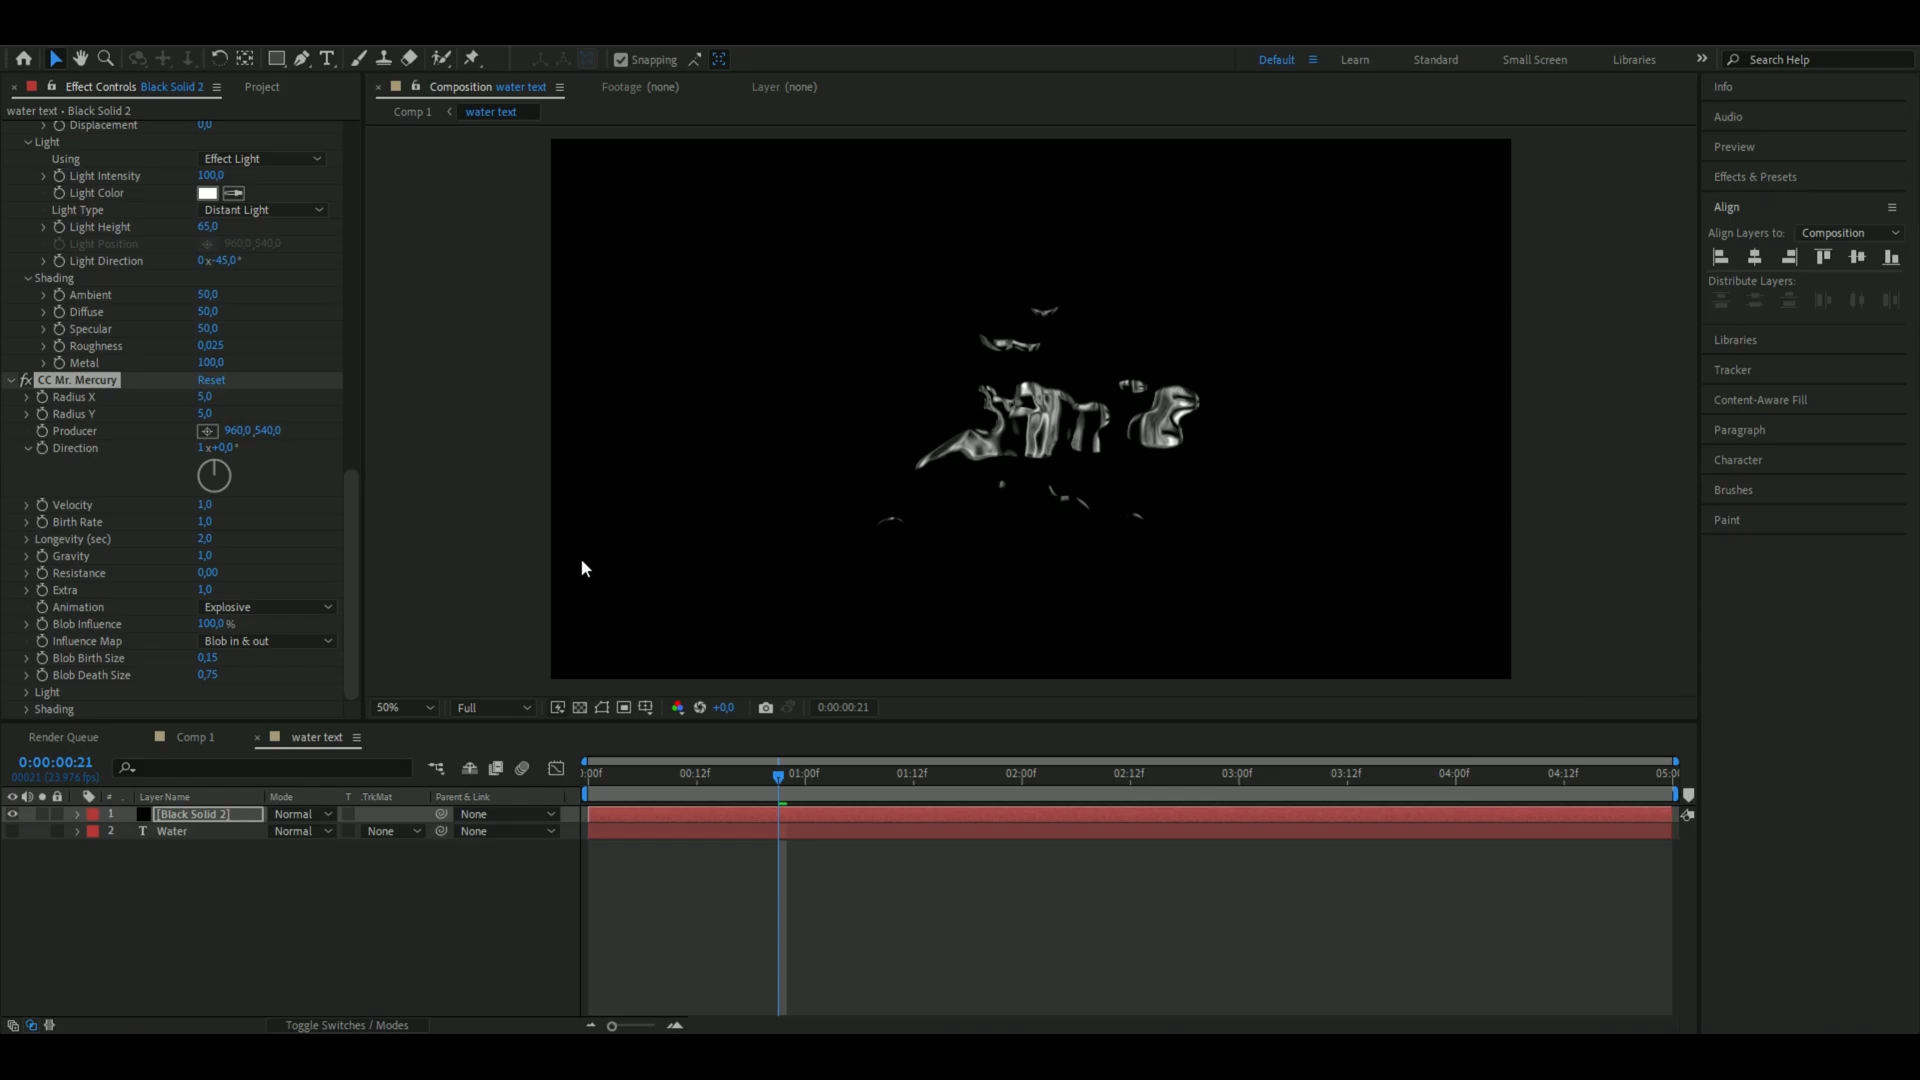 Snapping
Default
Learn
Standard
Small Screen
Libraries
Search Help
Effect Controls Black Solid 2
Project
Composition water text
Footage (none)
Layer (none)
water text • Black Solid 2
Comp 1
water text
Displacement 0,0
Light
Using Effect Light
Light Intensity 100,0
Light Color
Light Type Distant Light
Light Height 65,0
Light Position 960,0,540,0
Light Direction 0x-45,0°
Shading
Ambient 50,0
Diffuse 50,0
Specular 50,0
Roughness 0,025
Metal 100,0
fx CC Mr. Mercury Reset
Radius X 5,0
Radius Y 5,0
Producer 960,0,540,0
Direction 1x+0,0°
Velocity 1,0
Birth Rate 1,0
Longevity (sec) 2,0
Gravity 1,0
Resistance 0,00
Extra 1,0
Animation Explosive
Blob Influence 100,0%
Influence Map Blob in & out
Blob Birth Size 0,15
Blob Death Size 0,75
Light
Shading
50%
Full
+0,0
0:00:00:21
Info
Audio
Preview
Effects & Presets
Align
Align Layers to: Composition
Distribute Layers:
Libraries
Tracker
Content-Aware Fill
Paragraph
Character
Brushes
Paint
Render Queue
Comp 1
water text
0:00:00:21
00021 (23.976 fps)
):00f 00:12f 01:00f 01:12f 02:00f 02:12f 03:00f 03:12f 04:00f 04:12f 05:0
# Layer Name Mode T .TrkMat Parent & Link
1 [Black Solid 2] Normal None
2 T Water Normal None None
Toggle Switches / Modes